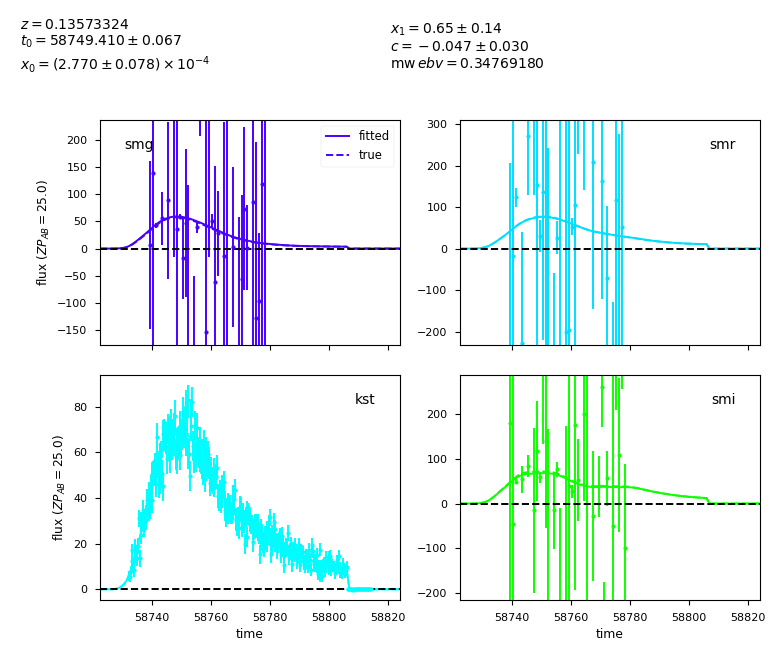 z = 0.13573324
t₀ = 58749.410 ± 0.067
x₀ = (2.770 ± 0.078) × 10⁻⁴
x₁ = 0.65 ± 0.14
c = −0.047 ± 0.030
mw ebv = 0.34769180
smg
fitted
true
200
150
100
50
0
−50
−100
−150
flux (ZP_AB = 25.0)
smr
300
200
100
0
−100
−200
kst
80
60
40
20
0
flux (ZP_AB = 25.0)
58740 58760 58780 58800 58820
time
smi
200
100
0
−100
−200
58740 58760 58780 58800 58820
time